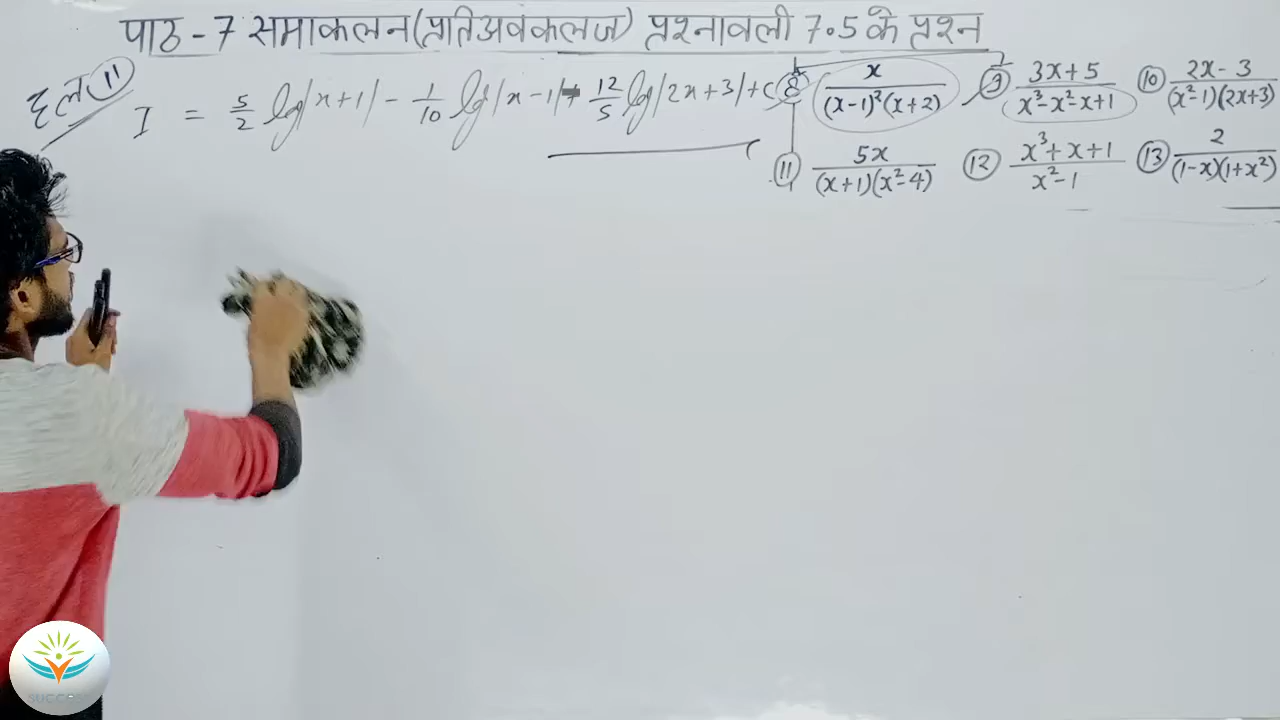 पाठ-7 समाकलन(प्रतिअवकलज) प्रश्नावली 7.5 के प्रश्न
हल 11
I = 5/2 log|x+1| - 1/10 log|x-1| - 12/5 log|2x+3| + C
⑧ x/((x-1)²(x+2)) ⑨ (3x+5)/(x³-x²-x+1) ⑩ (2x-3)/((x²-1)(2x+3))
⑪ 5x/((x+1)(x²-4)) ⑫ (x³+x+1)/(x²-1) ⑬ 2/((1-x)(1+x²))